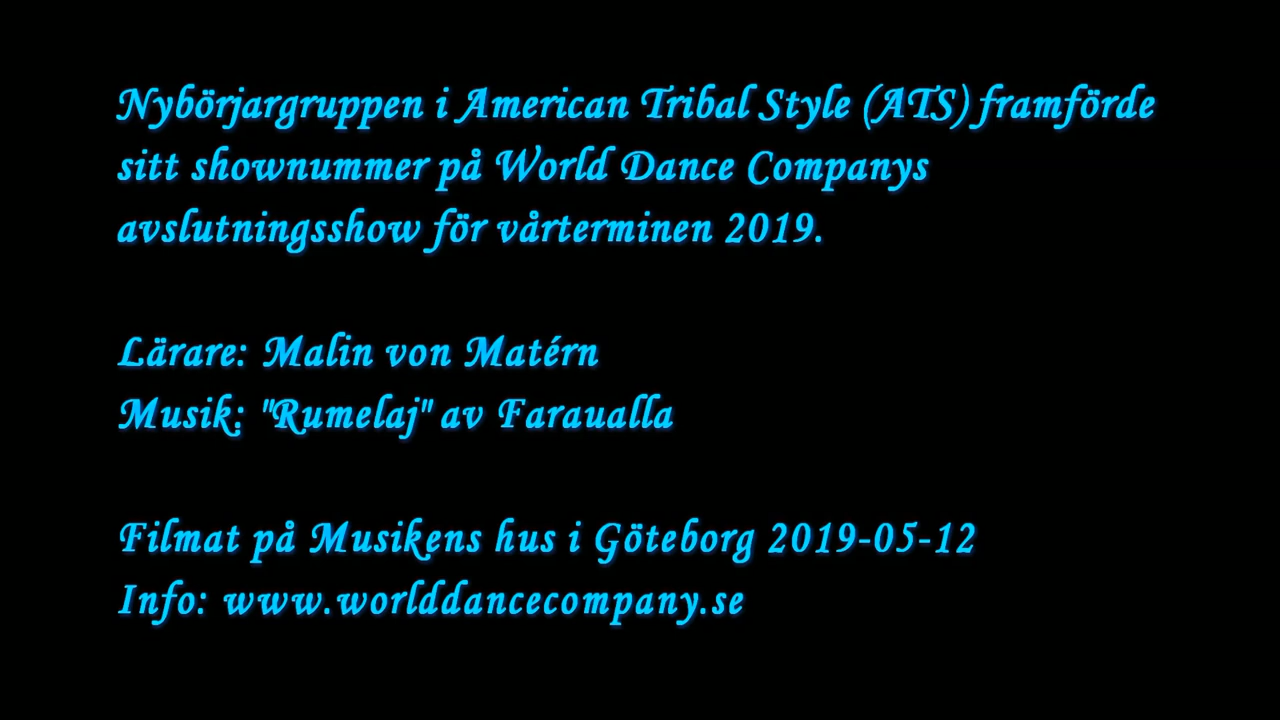 Nybörjargruppen i American Tribal Style (ATS) framförde
sitt shownummer på World Dance Companys
avslutningsshow för vårterminen 2019.
Lärare: Malin von Matérn
Musik: "Rumelaj" av Faraualla
Filmat på Musikens hus i Göteborg 2019-05-12
Info: www.worlddancecompany.se